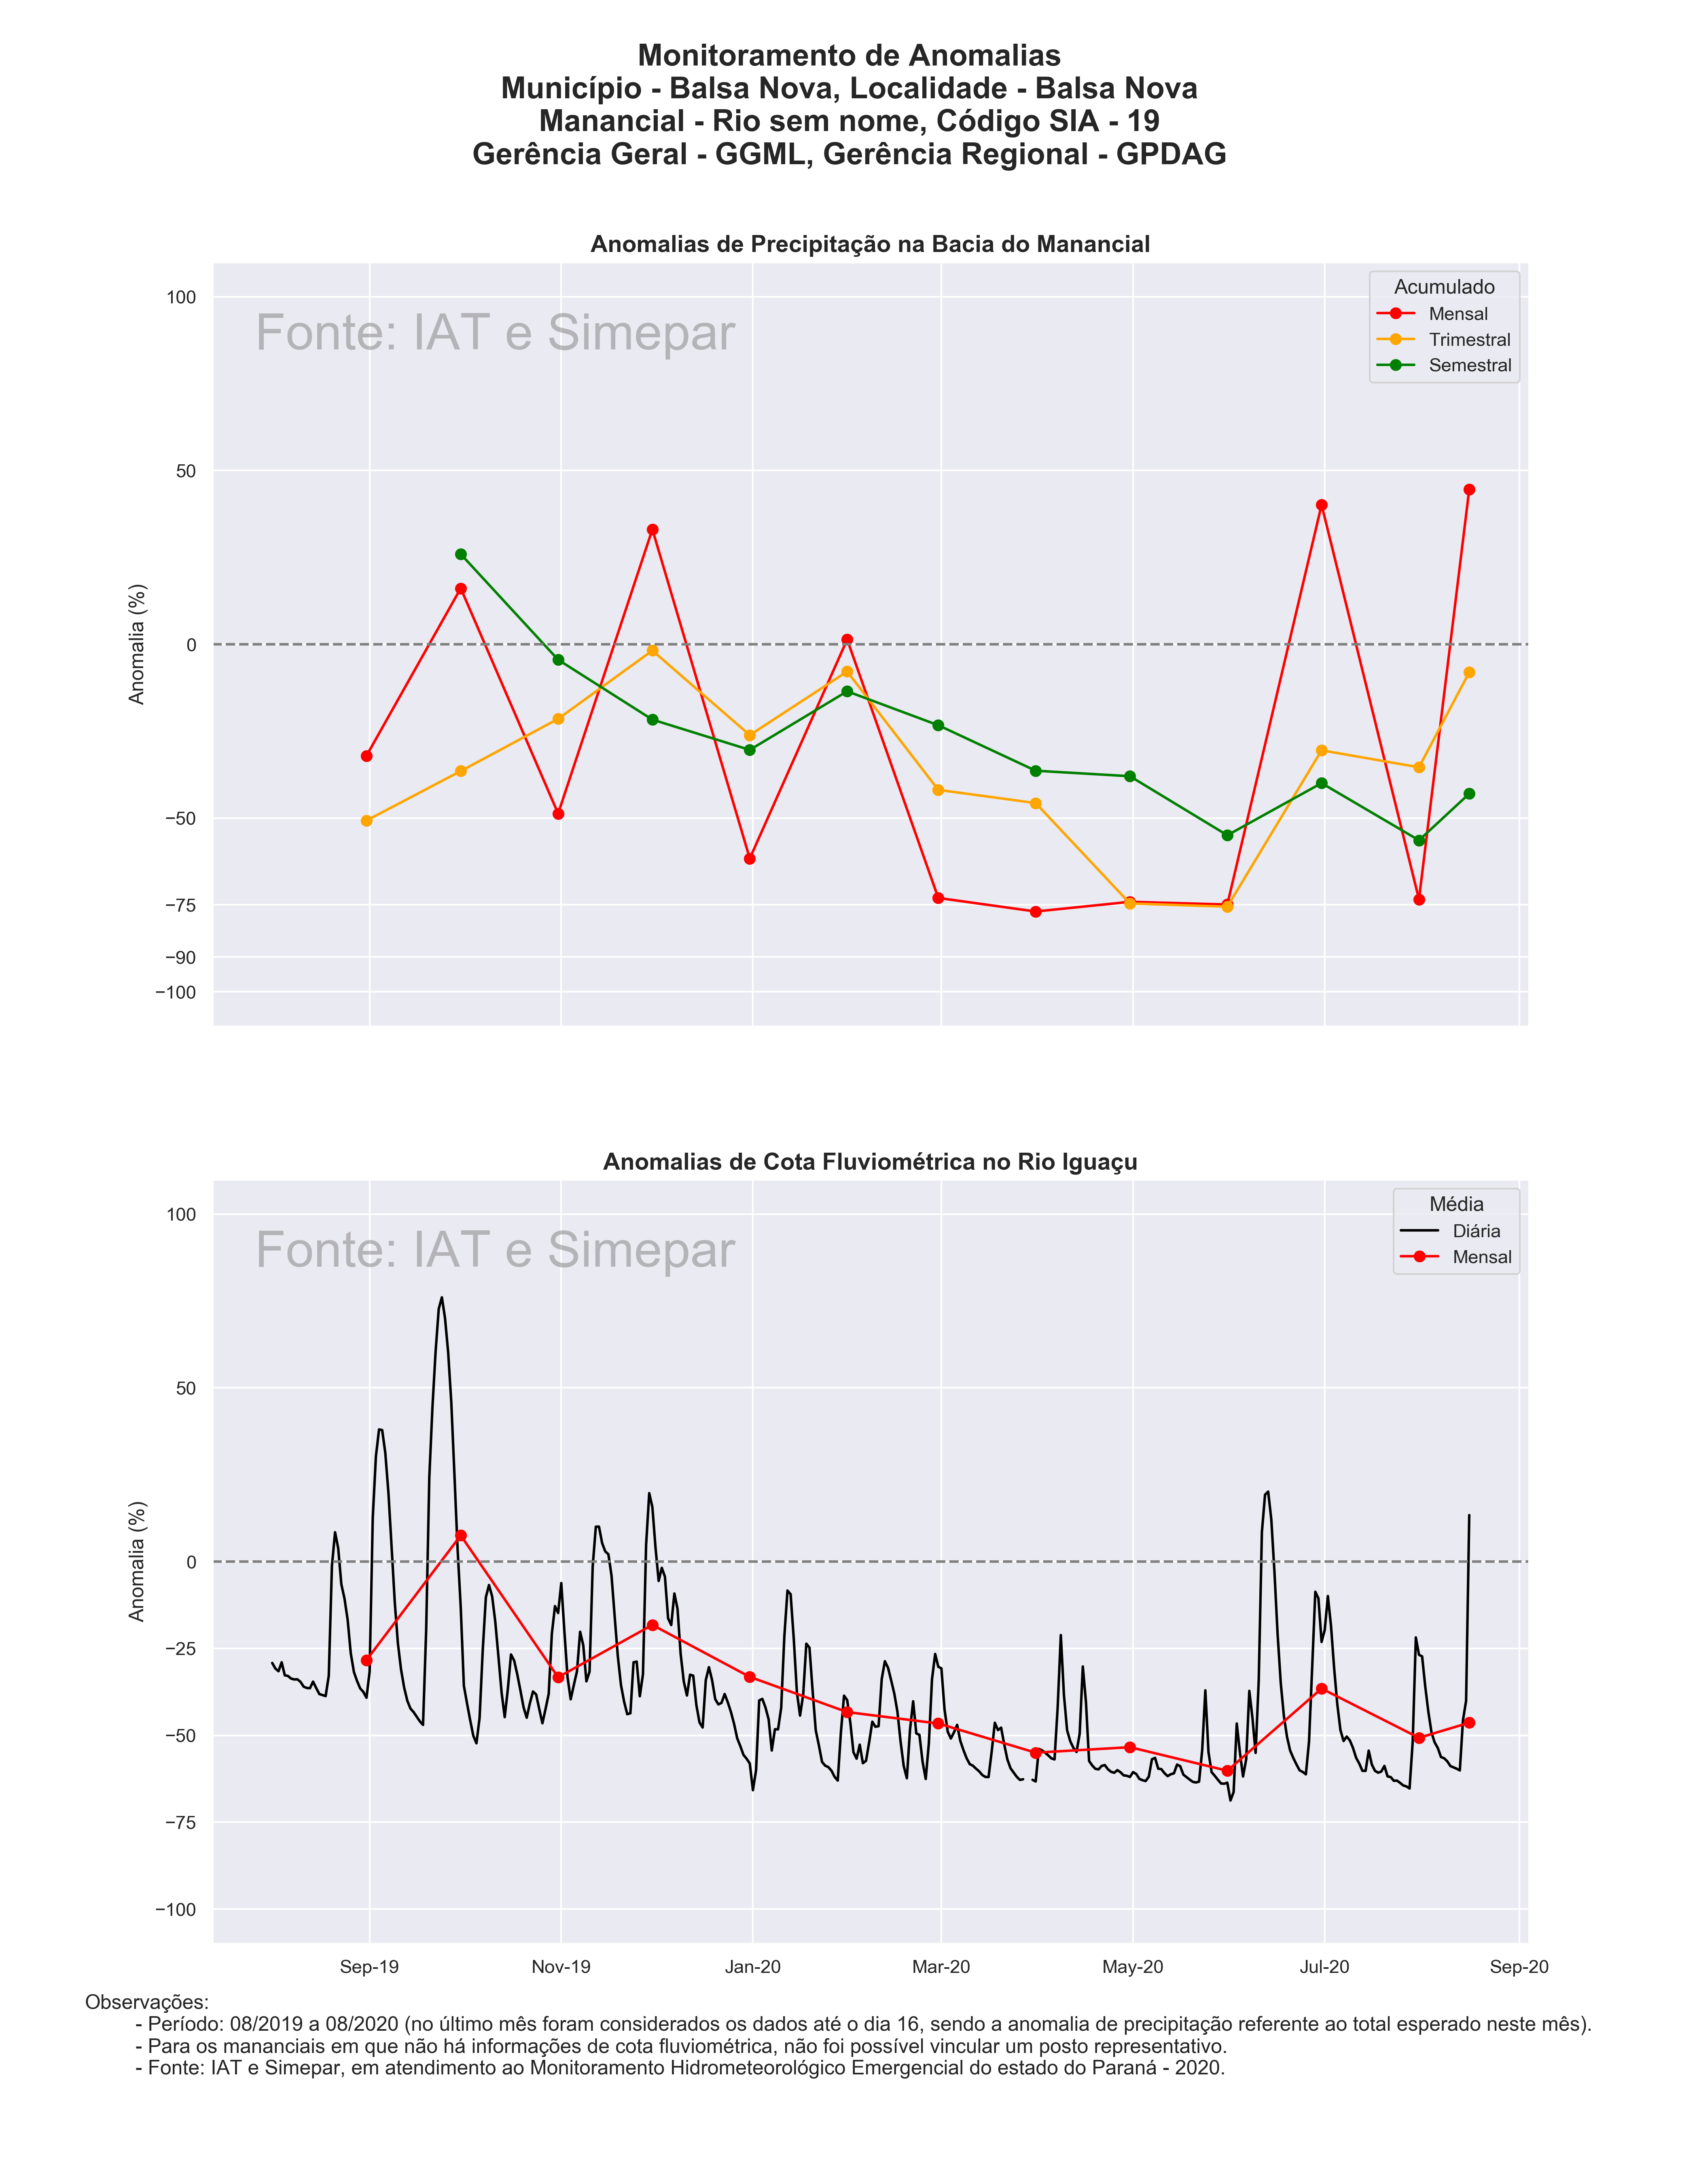 Monitoramento de Anomalias
Município - Balsa Nova, Localidade - Balsa Nova
Manancial - Rio sem nome, Código SIA - 19
Gerência Geral - GGML, Gerência Regional - GPDAG
Anomalias de Precipitação na Bacia do Manancial
Fonte: IAT e Simepar
Acumulado
Mensal
Trimestral
Semestral
Anomalia (%)
100
50
0
−50
−75
−90
−100
Anomalias de Cota Fluviométrica no Rio Iguaçu
Fonte: IAT e Simepar
Média
Diária
Mensal
Anomalia (%)
100
50
0
−25
−50
−75
−100
Sep-19 Nov-19 Jan-20 Mar-20 May-20 Jul-20 Sep-20
Observações:
- Período: 08/2019 a 08/2020 (no último mês foram considerados os dados até o dia 16, sendo a anomalia de precipitação referente ao total esperado neste mês).
- Para os mananciais em que não há informações de cota fluviométrica, não foi possível vincular um posto representativo.
- Fonte: IAT e Simepar, em atendimento ao Monitoramento Hidrometeorológico Emergencial do estado do Paraná - 2020.